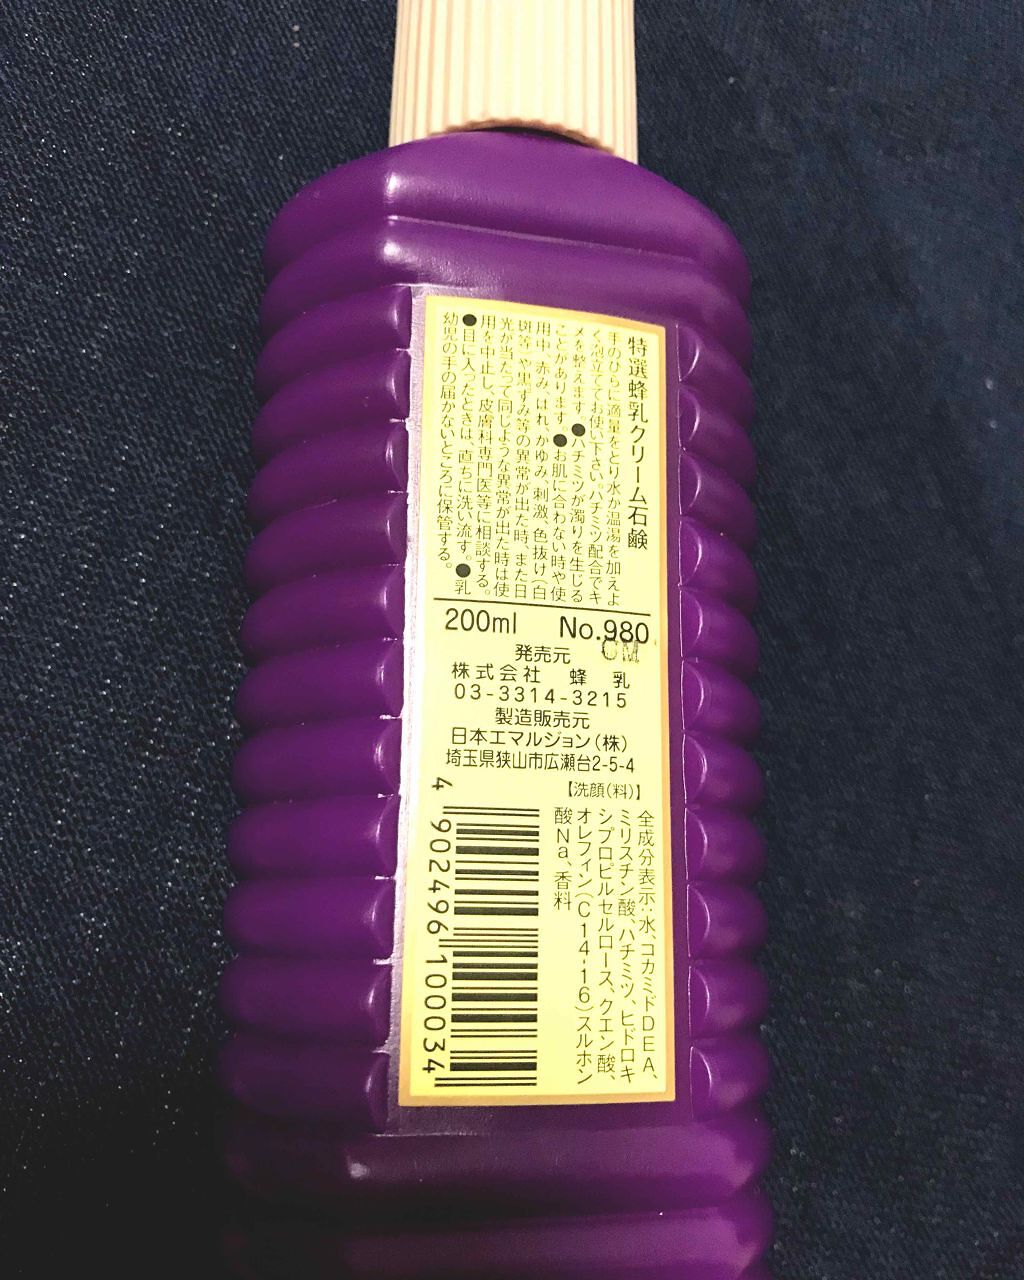 特選蜂乳クリーム石鹸
手のひらに適量をとり水か温湯を加えよ
く泡立ててお使い下さい。ハチミツ配合でキ
メを整えます。●ハチミツが濁りを生じる
ことがあります。●お肌に合わない時や使
用中、赤み、はれ、かゆみ、刺激、色抜け(白
斑等)や黒ずみ等の異常が出た時、また日
光が当たって同じような異常が出た時は使
用を中止し、皮膚科専門医等に相談する。
●目に入ったときは、直ちに洗い流す。●乳
幼児の手の届かないところに保管する。
200ml No.980
CM
発売元
株式会社 蜂 乳
03-3314-3215
製造販売元
日本エマルジョン(株)
埼玉県狭山市広瀬台2-5-4
【洗顔(料)】
全成分表示:水、コカミドDEA、
ミリスチン酸、ハチミツ、ヒドロキ
シプロピルセルロース、クエン酸、
オレフィン(C14-16)スルホン
酸Na、香料
4 902496 100034